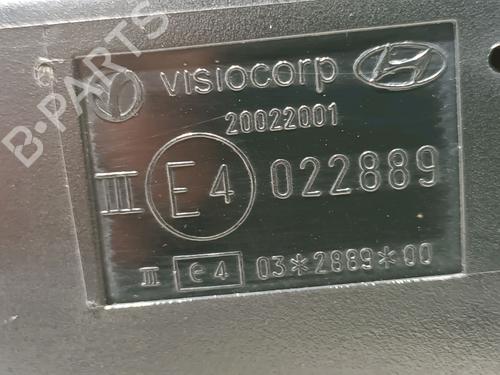 visiocorp
20022001
III E4 022889
III e4 03*2889*00
B-PARTS